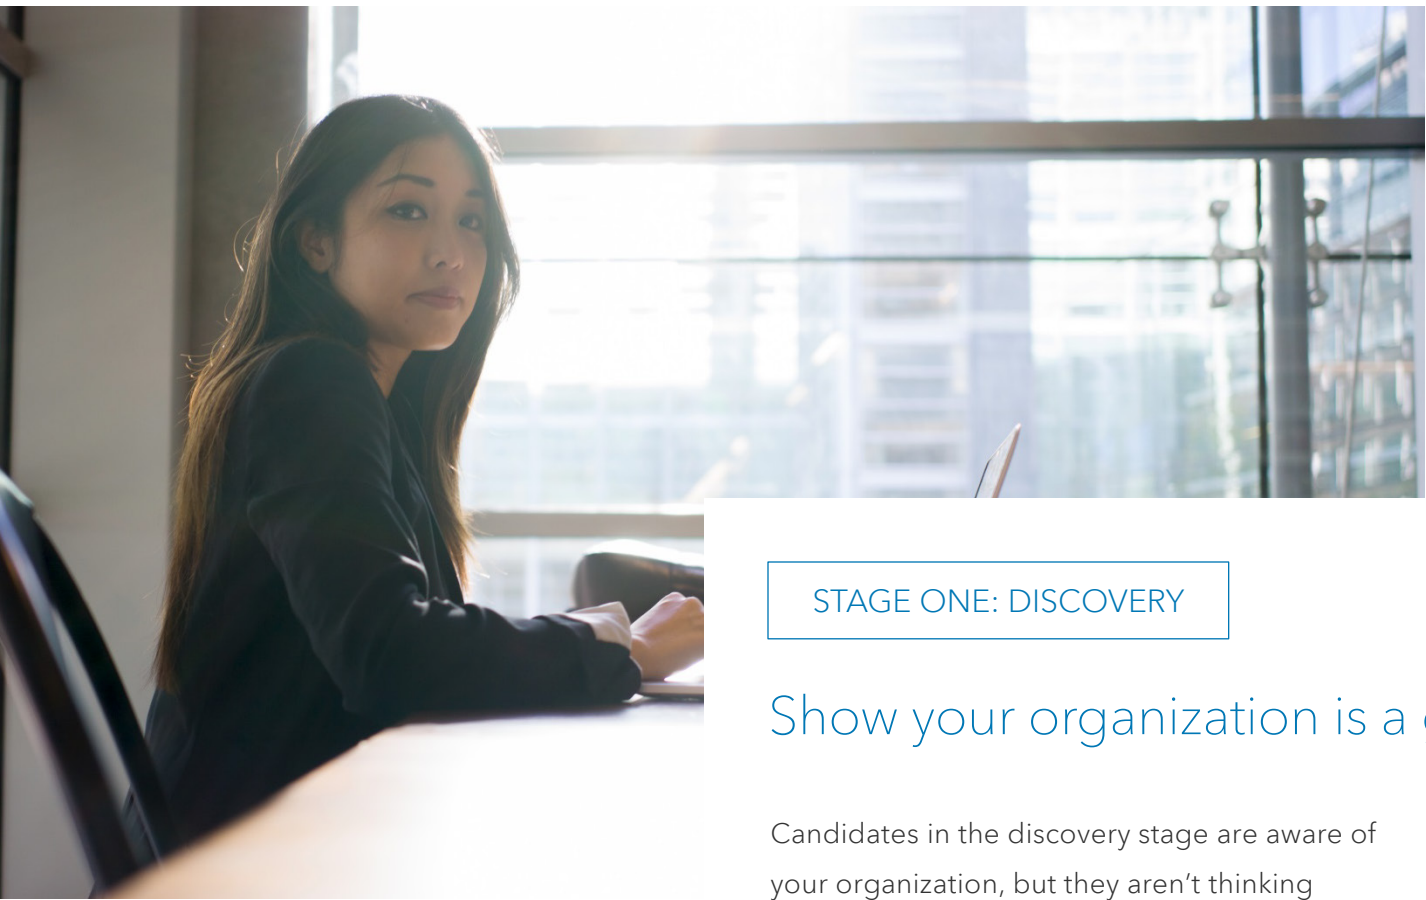 STAGE ONE: DISCOVERY
Show your organization is a
Candidates in the discovery stage are aware of
your organization, but they aren’t thinking